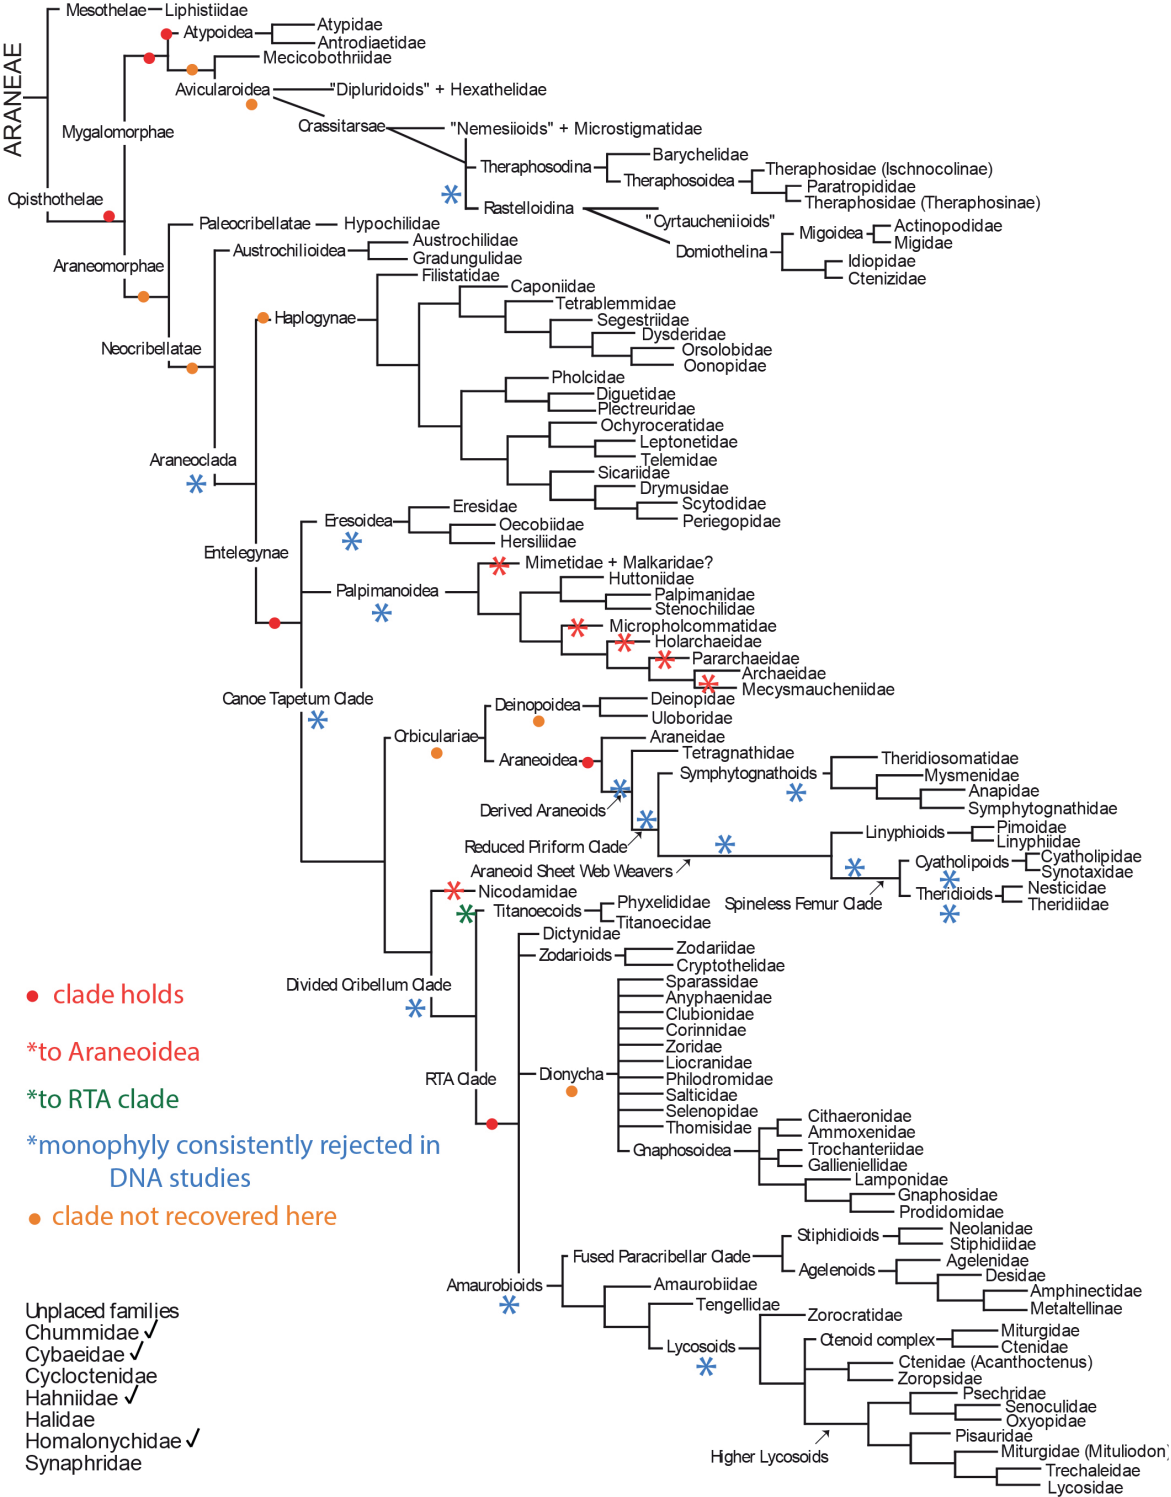 Mesothelae
Liphistiidae
ARANEAE
Atypoidea
Atypidae
Antrodiaetidae
Mecicobothriidae
Avicularoidea
"Dipluridoids" + Hexathelidae
Crassitarsae
"Nemesiioids" + Microstigmatidae
Mygalomorphae
Barychelidae
Theraphosodina
Theraphosidae (Ischnocolinae)
Theraphosoidea
Paratropididae
Theraphosidae (Theraphosinae)
Opisthothelae
Rastelloidina
"Cyrtaucheniioids"
Paleocribellatae
Hypochilidae
Migoidea
Actinopodidae
Migidae
Domiothelina
Idiopidae
Ctenizidae
Austrochilioidea
Austrochilidae
Gradungulidae
Araneomorphae
Filistatidae
Caponiidae
Tetrablemmidae
Haplogynae
Segestriidae
Dysderidae
Neocribellatae
Orsolobidae
Oonopidae
Pholcidae
Diguetidae
Plectreuridae
Ochyroceratidae
Leptonetidae
Araneoclada
Telemidae
Sicariidae
Drymusidae
Scytodidae
Periegopidae
Eresidae
Eresoidea
Oecobiidae
Hersiliidae
Entelegynae
Mimetidae + Malkaridae?
Huttoniidae
Palpimanoidea
Palpimanidae
Stenochilidae
Micropholcommatidae
Holarchaeidae
Pararchaeidae
Archaeidae
Mecysmaucheniidae
Canoe Tapetum Clade
Deinopoidea
Deinopidae
Uloboridae
Orbiculariae
Araneidae
Tetragnathidae
Araneoidea
Theridiosomatidae
Symphytognathoids
Mysmenidae
Anapidae
Derived Araneoids
Symphytognathidae
Reduced Piriform Clade
Linyphioids
Pimoidae
Linyphiidae
Araneoid Sheet Web Weavers
Cyatholipoids
Cyatholipidae
Synotaxidae
Spineless Femur Clade
Theridioids
Nesticidae
Theridiidae
Nicodamidae
Titanoecoids
Phyxelididae
Titanoecidae
Dictynidae
Zodarioids
Zodariidae
Cryptothelidae
Divided Cribellum Clade
Sparassidae
Anyphaenidae
Clubionidae
Corinnidae
Zoridae
Liocranidae
RTA Clade
Dionycha
Philodromidae
Salticidae
Selenopidae
Thomisidae
Gnaphosoidea
Cithaeronidae
Ammoxenidae
Trochanteriidae
Gallieniellidae
Lamponidae
Gnaphosidae
Prodidomidae
clade holds
*to Araneoidea
*to RTA clade
*monophyly consistently rejected in
DNA studies
clade not recovered here
Stiphidioids
Neolanidae
Stiphidiidae
Fused Paracribellar Clade
Agelenoids
Agelenidae
Desidae
Amphinectidae
Metaltellinae
Amaurobioids
Amaurobiidae
Tengellidae
Zorocratidae
Lycosoids
Ctenoid complex
Miturgidae
Ctenidae
Ctenidae (Acanthoctenus)
Zoropsidae
Psechridae
Senoculidae
Oxyopidae
Higher Lycosoids
Pisauridae
Miturgidae (Mituliodon)
Trechaleidae
Lycosidae
Unplaced families
Chummidae ✓
Cybaeidae ✓
Cycloctenidae
Hahniidae ✓
Halidae
Homalonychidae ✓
Synaphridae